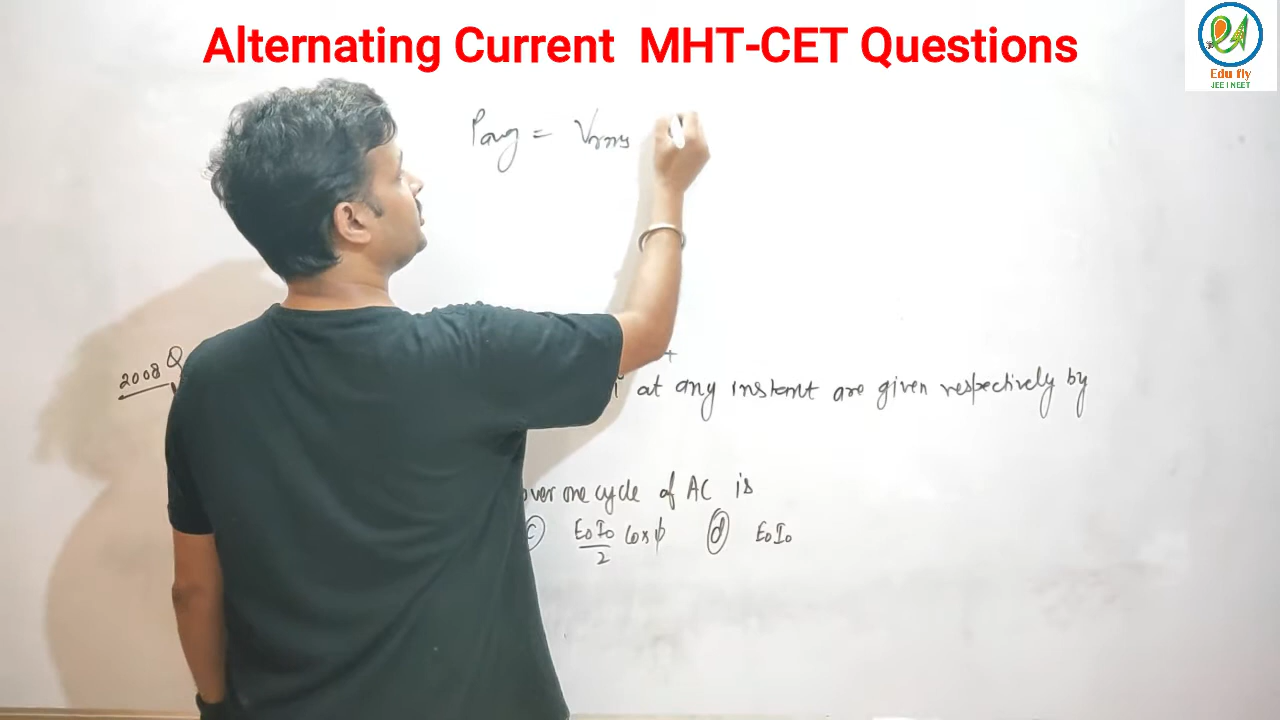 Alternating Current MHT-CET Questions
Edu fly
JEE I NEET
Pavg = Vrms
2008 Q
at any instant are given respectively by
over one cycle of AC is
(c) E₀I₀/2 cos φ (d) E₀I₀